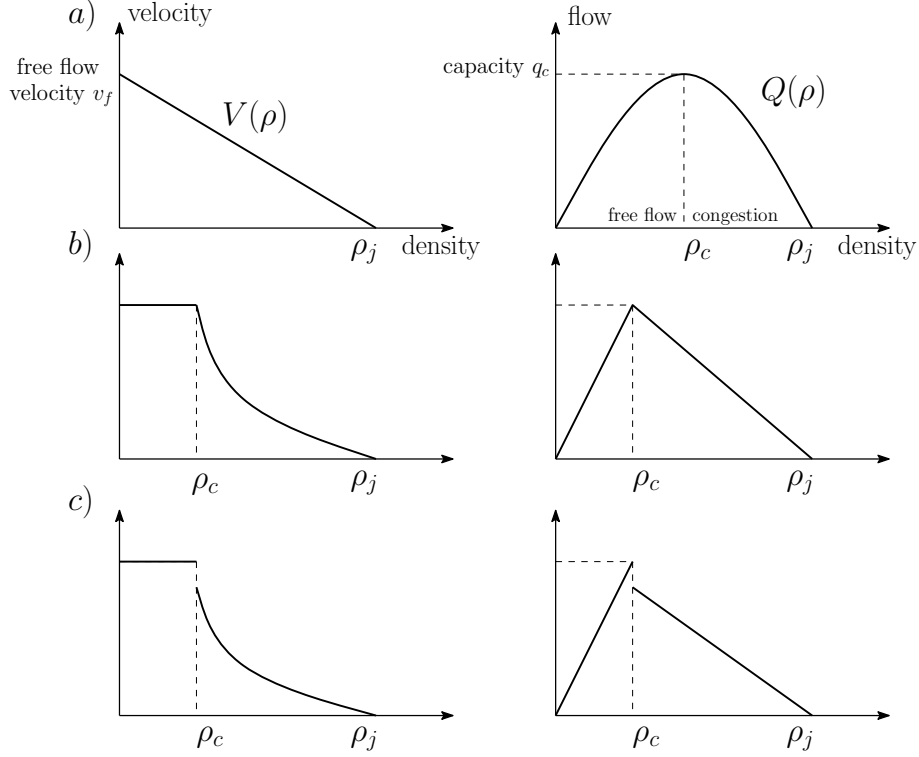 a)
velocity
flow
free flow
velocity v_f
V(ρ)
capacity q_c
Q(ρ)
free flow
congestion
ρ_j
density
ρ_c
ρ_j
density
b)
ρ_c
ρ_j
ρ_c
ρ_j
c)
ρ_c
ρ_j
ρ_c
ρ_j